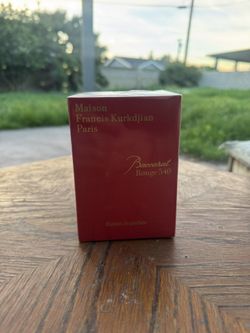 Maison
Francis Kurkdjian
Paris
Baccarat
Rouge 540
Extrait de parfum